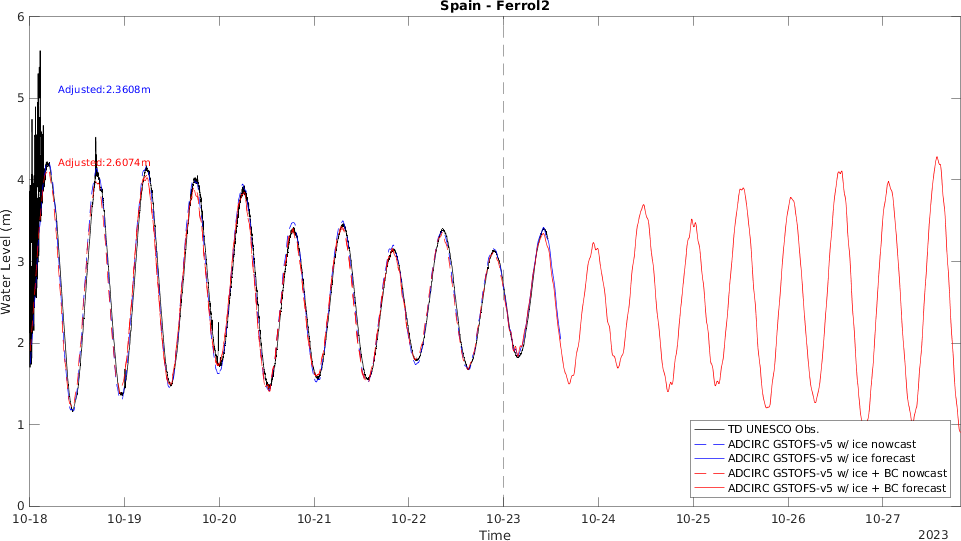 Spain - Ferrol2
6
5
4
3
2
1
0
Water Level (m)
Adjusted:2.3608m
Adjusted:2.6074m
TD UNESCO Obs.
ADCIRC GSTOFS-v5 w/ ice nowcast
ADCIRC GSTOFS-v5 w/ ice forecast
ADCIRC GSTOFS-v5 w/ ice + BC nowcast
ADCIRC GSTOFS-v5 w/ ice + BC forecast
10-18 10-19 10-20 10-21 10-22 10-23 10-24 10-25 10-26 10-27
Time
2023